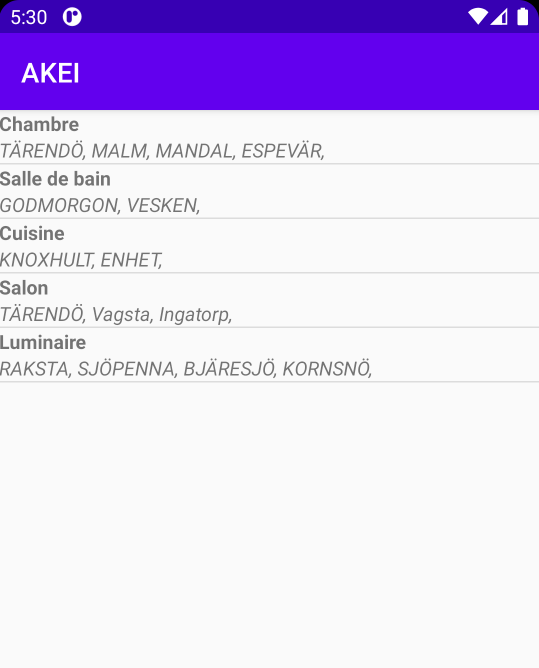 5:30
AKEI
Chambre
TÄRENDÖ, MALM, MANDAL, ESPEVÄR,
Salle de bain
GODMORGON, VESKEN,
Cuisine
KNOXHULT, ENHET,
Salon
TÄRENDÖ, Vagsta, Ingatorp,
Luminaire
RAKSTA, SJÖPENNA, BJÄRESJÖ, KORNSNÖ,